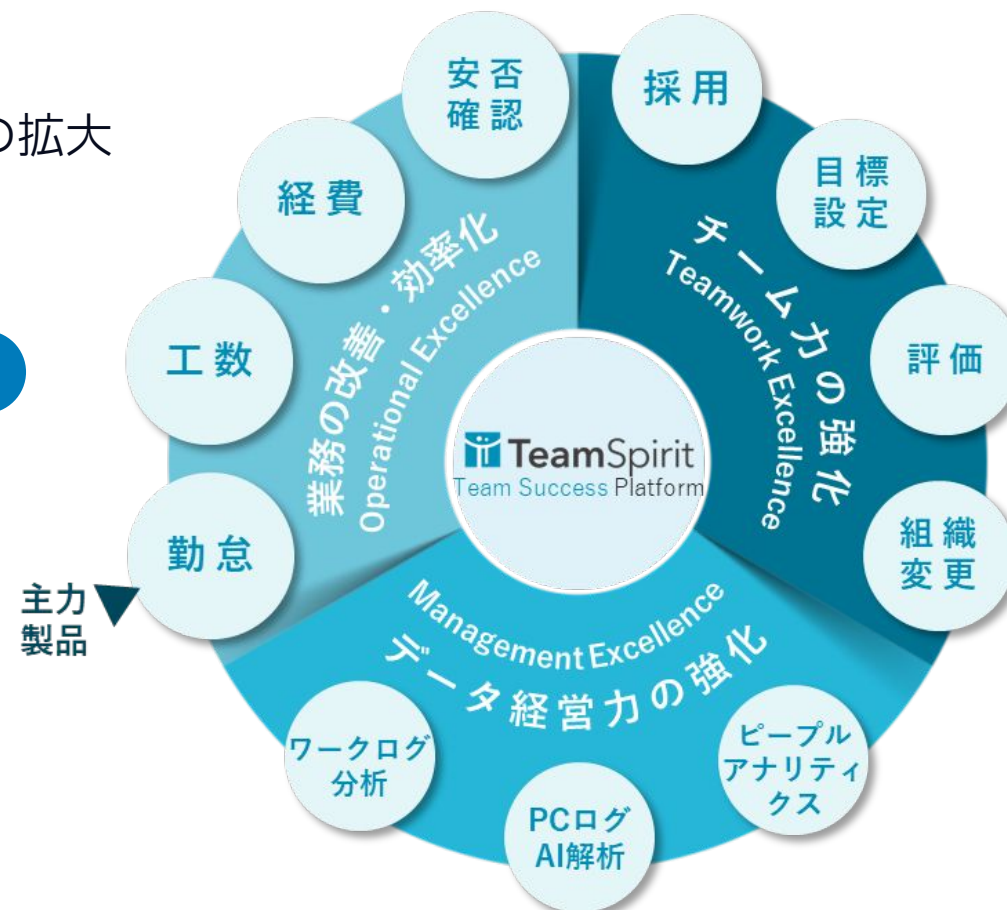 の拡大
安否
確認
採用
経費
目標
設定
業務の改善・効率化
Operational Excellence
チーム力の強化
Teamwork Excellence
工数
評価
TeamSpirit
Team Success Platform
勤怠
組織
変更
主力
製品
Management Excellence
データ経営力の強化
ワークログ
分析
PCログ
AI解析
ピープル
アナリティ
クス